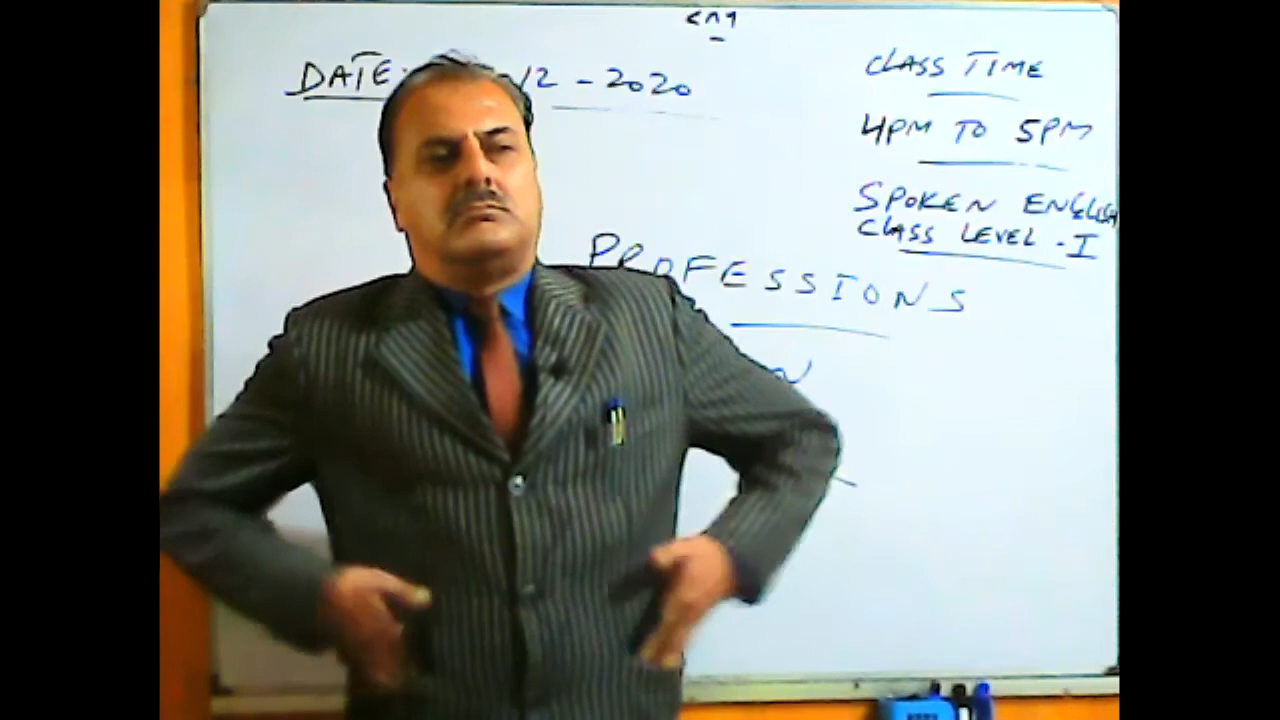 DATE: 12 - 2020
CLASS TIME
4PM TO 5PM
SPOKEN ENGLISH
CLASS LEVEL - I
PROFESSIONS